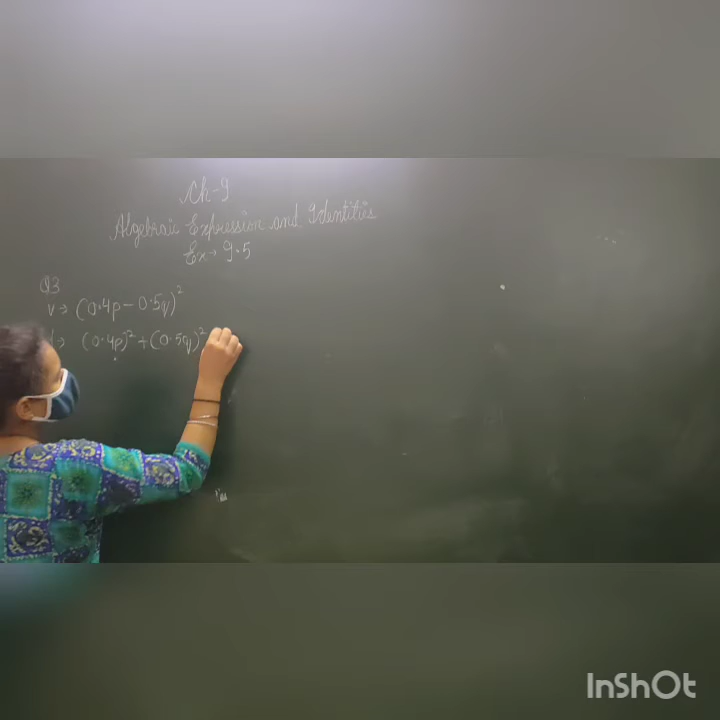 Ch-9
Algebraic Expression and Identities
Ex → 9.5
Q3
v → (0.4p - 0.5q)²
→ (0.4p)² + (0.5q)²
InShOt